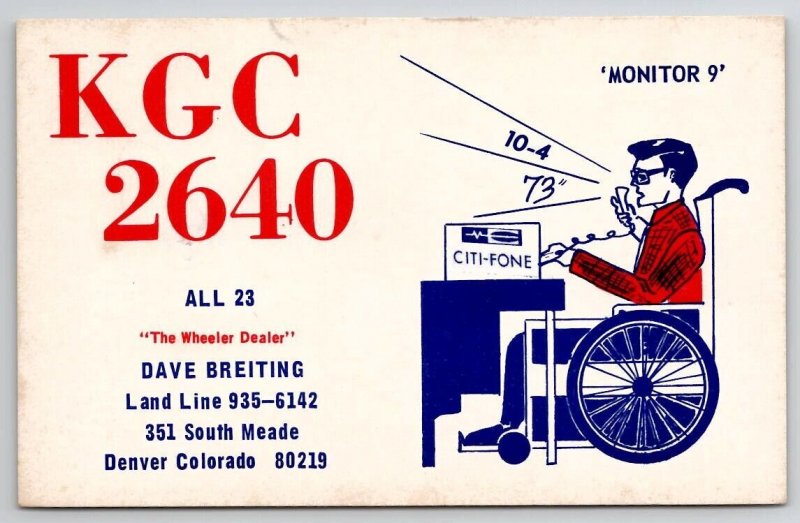 KGC
2640
ALL 23
"The Wheeler Dealer"
DAVE BREITING
Land Line 935-6142
351 South Meade
Denver Colorado 80219
'MONITOR 9'
10-4
73"
CITI-FONE